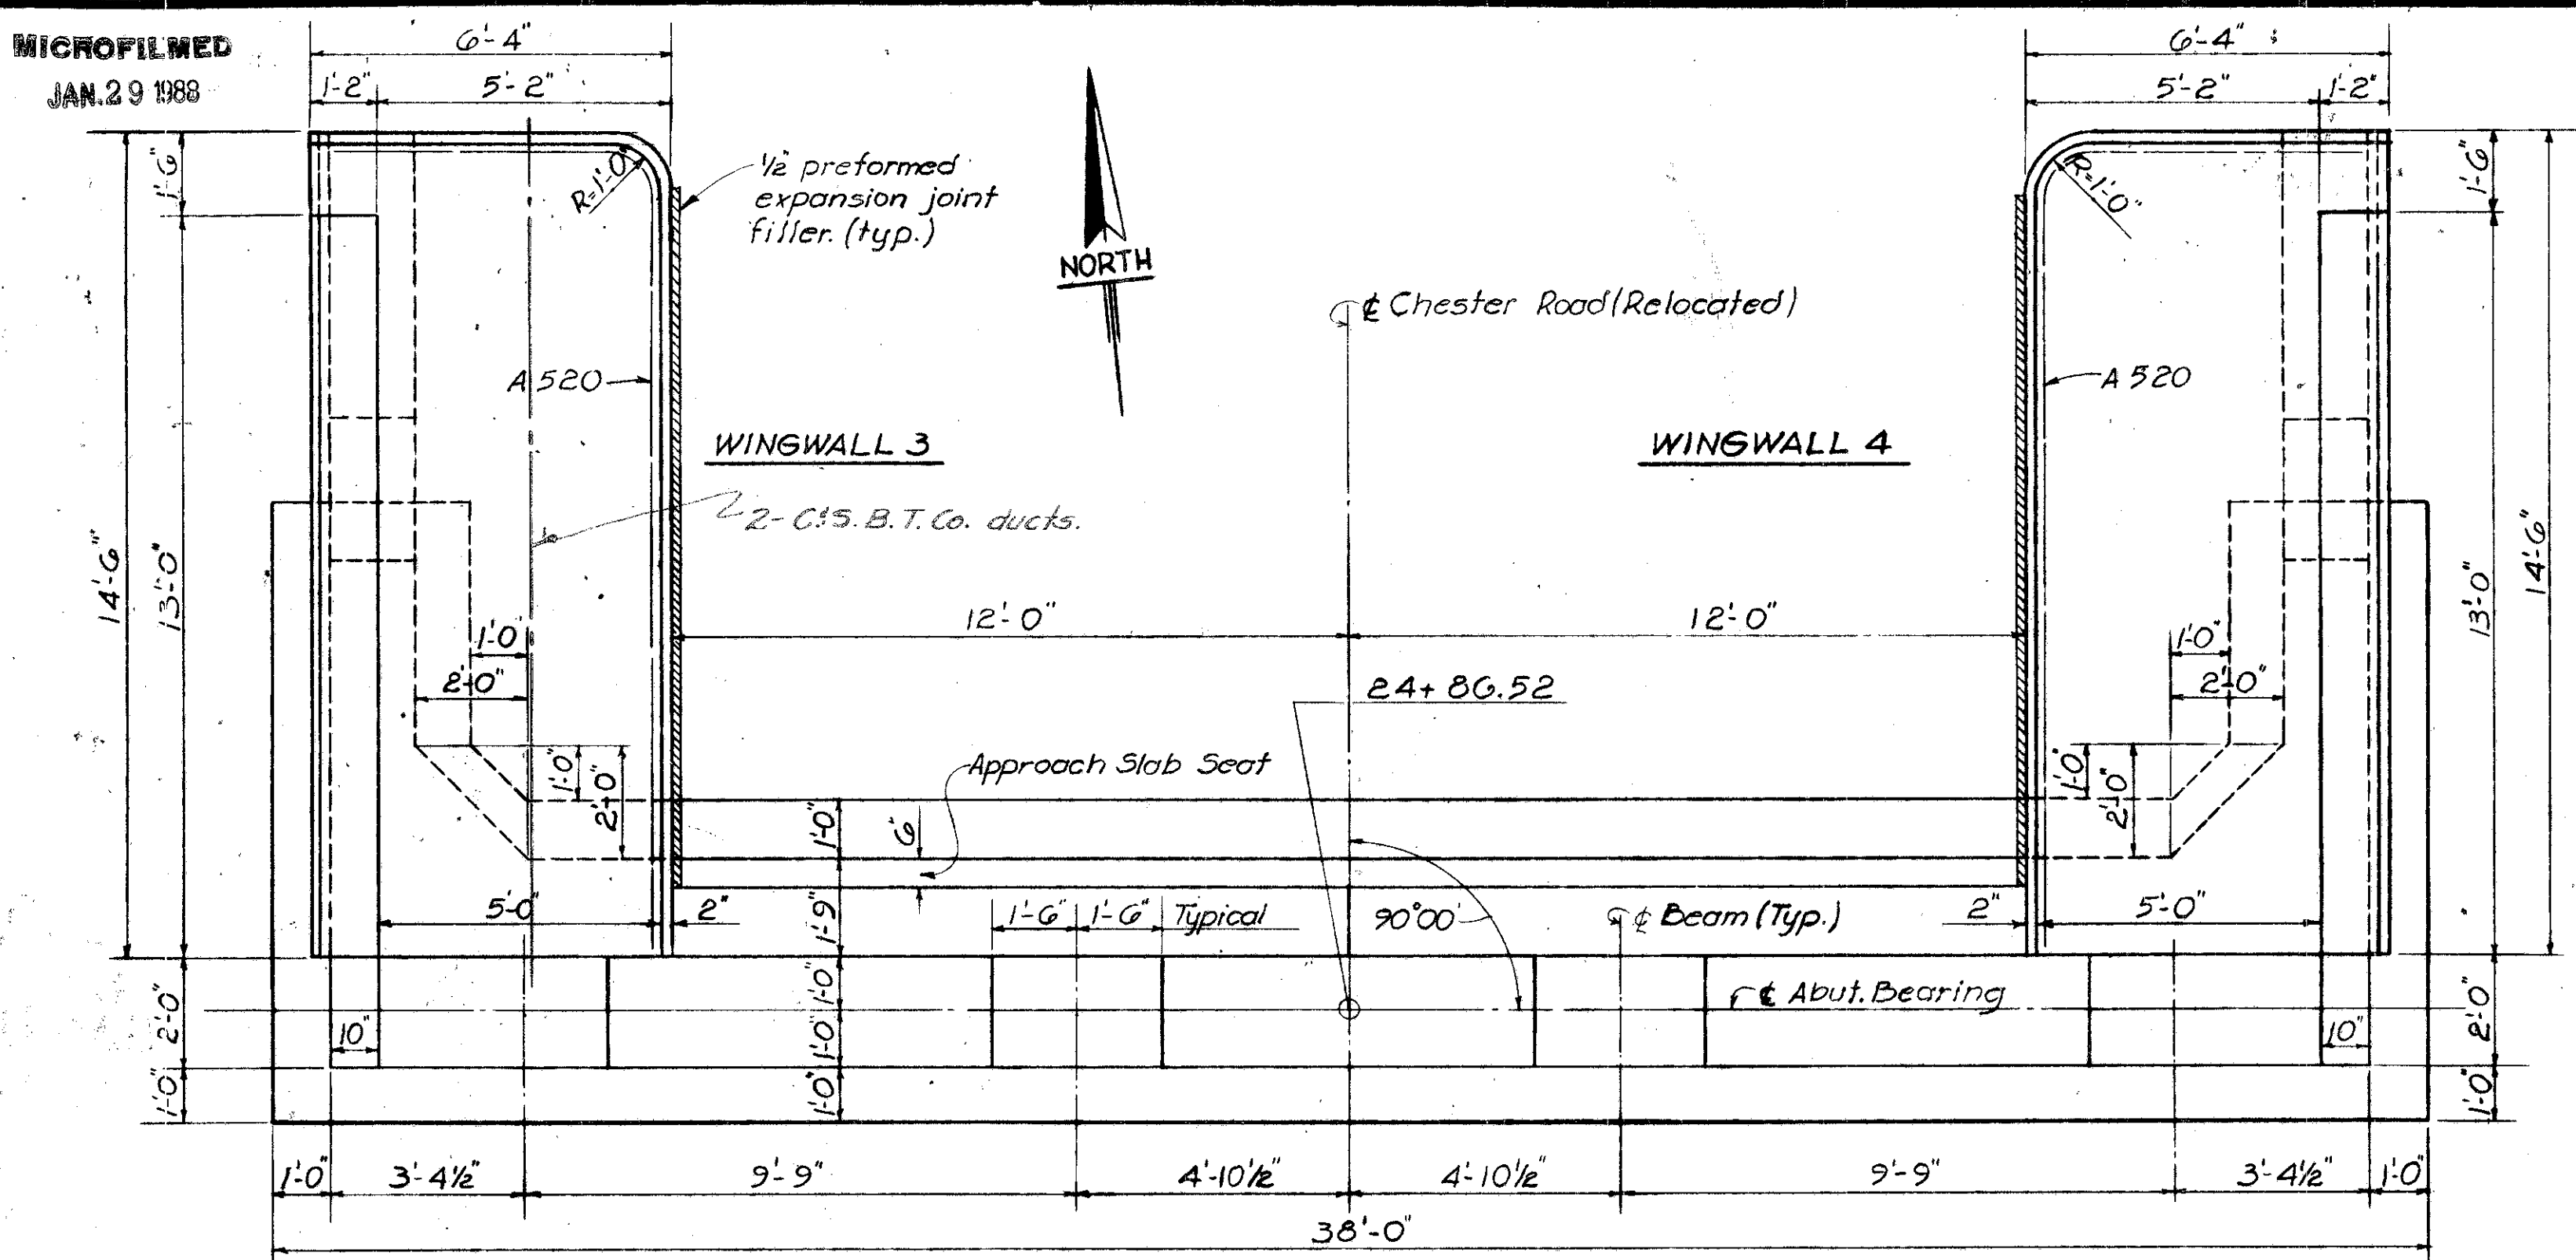 MICROFILMED
JAN. 29 1988
6'-4"
1'-2"
5'-2"
6'-4"
5'-2"
1'-2"
1'-6"
R=1'-0"
1/2" preformed
expansion joint
filler. (typ.)
NORTH
R=1'-0"
1'-6"
℄ Chester Road (Relocated)
A 520
A 520
WINGWALL 3
WINGWALL 4
2- C.&S.B.T. Co. ducts.
14'-6"
13'-0"
13'-0"
14'-6"
12'-0"
12'-0"
1'-0"
2'-0"
1'-0"
2'-0"
24+86.52
1'-0"
2'-0"
Approach Slab Seat
1'-0"
2'-0"
1'-0"
6"
5'-0"
2"
1'-9"
1'-6"
1'-6"
Typical
90°00'
℄ Beam (Typ.)
2"
5'-0"
2'-0"
10"
1'-0"
1'-0"
℄ Abut. Bearing
10"
2'-0"
1'-0"
1'-0"
1'-0"
1'-0"
3'-4½"
9'-9"
4'-10½"
4'-10½"
9'-9"
3'-4½"
1'-0"
38'-0"